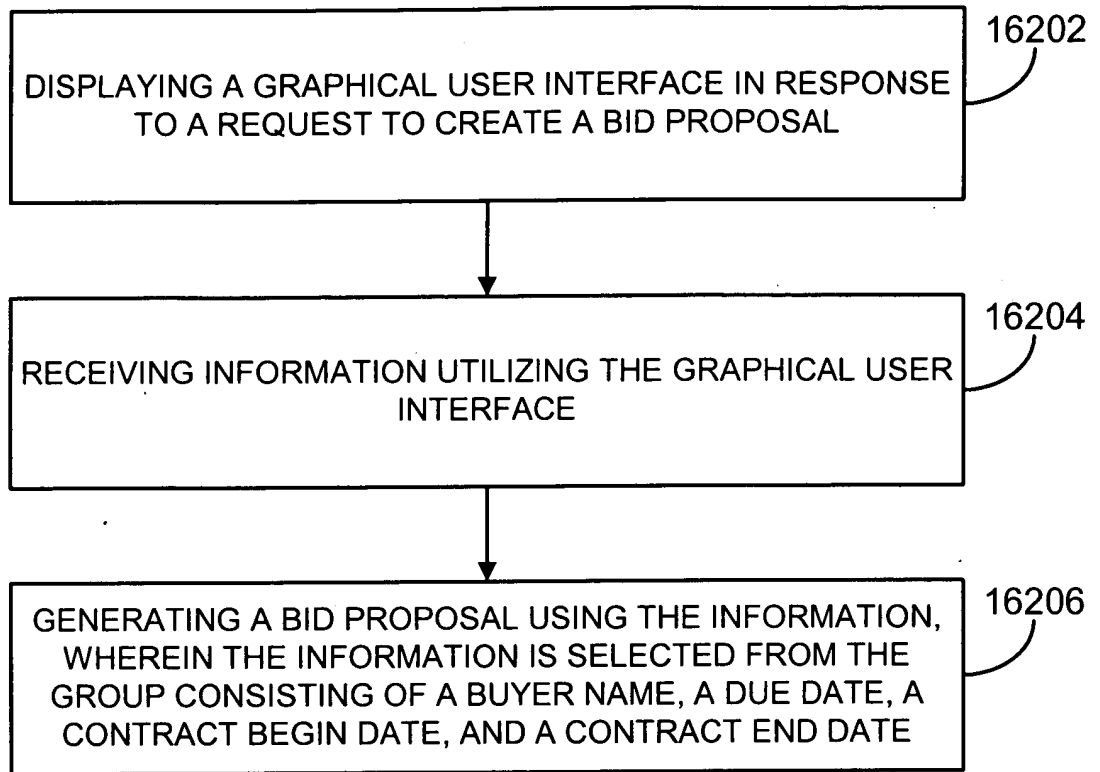 16202
DISPLAYING A GRAPHICAL USER INTERFACE IN RESPONSE
TO A REQUEST TO CREATE A BID PROPOSAL
16204
RECEIVING INFORMATION UTILIZING THE GRAPHICAL USER
INTERFACE
16206
GENERATING A BID PROPOSAL USING THE INFORMATION,
WHEREIN THE INFORMATION IS SELECTED FROM THE
GROUP CONSISTING OF A BUYER NAME, A DUE DATE, A
CONTRACT BEGIN DATE, AND A CONTRACT END DATE